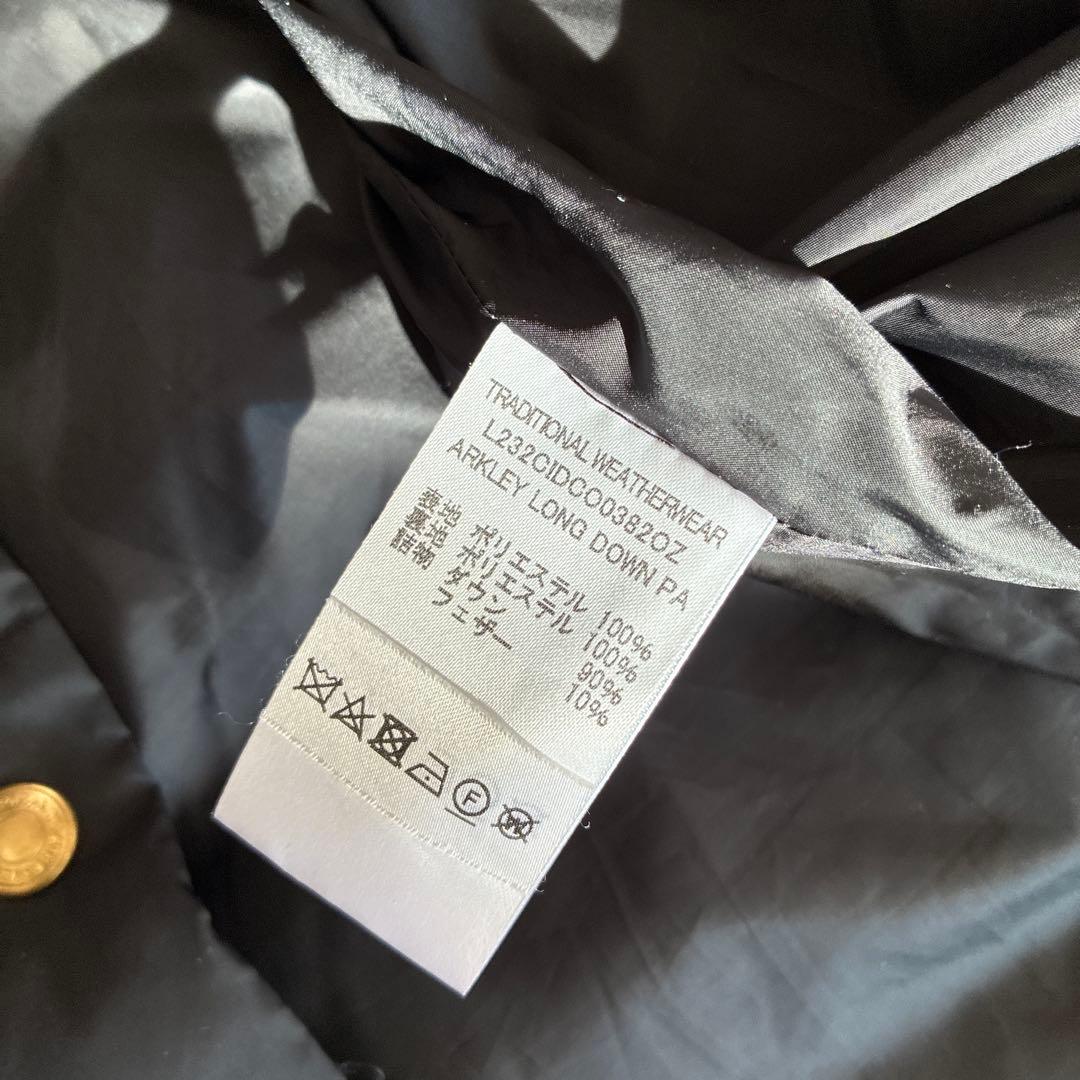 TRADITIONAL WEATHERWEAR
L232CIDCO0382OZ
ARKLEY LONG DOWN PA
表地 ポリエステル 100%
裏地 ポリエステル 100%
詰物 ダウン 90%
フェザー 10%
F